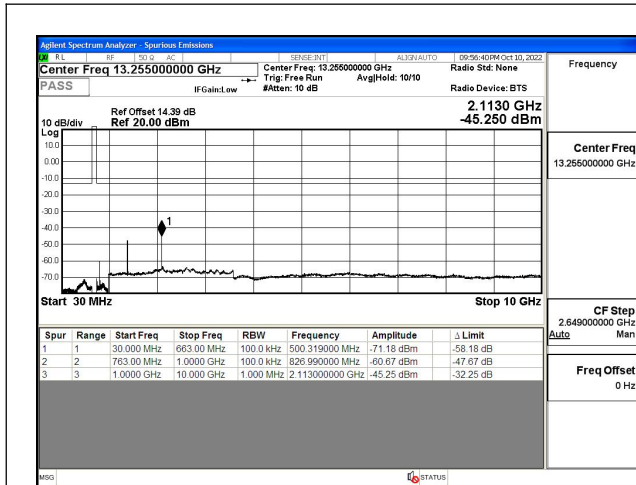 Agilent Spectrum Analyzer - Spurious Emissions
RL RF 50 Ω AC SENSE:INT ALIGN AUTO 09:56:40PM Oct 10, 2022
Center Freq 13.255000000 GHz
Center Freq: 13.255000000 GHz
Radio Std: None
Trig: Free Run Avg|Hold: 10/10
PASS
IFGain:Low
#Atten: 10 dB
Radio Device: BTS
Ref Offset 14.39 dB
2.1130 GHz
10 dB/div Ref 20.00 dBm
-45.250 dBm
Log
10.0
0.00
-10.0
-20.0
-30.0
-40.0
-50.0
-60.0
-70.0
1
Start 30 MHz Stop 10 GHz
Spur Range Start Freq Stop Freq RBW Frequency Amplitude Δ Limit
1 1 30.000 MHz 663.00 MHz 100.0 kHz 500.319000 MHz -71.18 dBm -58.18 dB
2 2 763.00 MHz 1.0000 GHz 100.0 kHz 826.990000 MHz -60.67 dBm -47.67 dB
3 3 1.0000 GHz 10.000 GHz 1.000 MHz 2.113000000 GHz -45.25 dBm -32.25 dB
MSG STATUS
Frequency
Center Freq
13.255000000 GHz
CF Step
2.649000000 GHz
Auto Man
Freq Offset
0 Hz